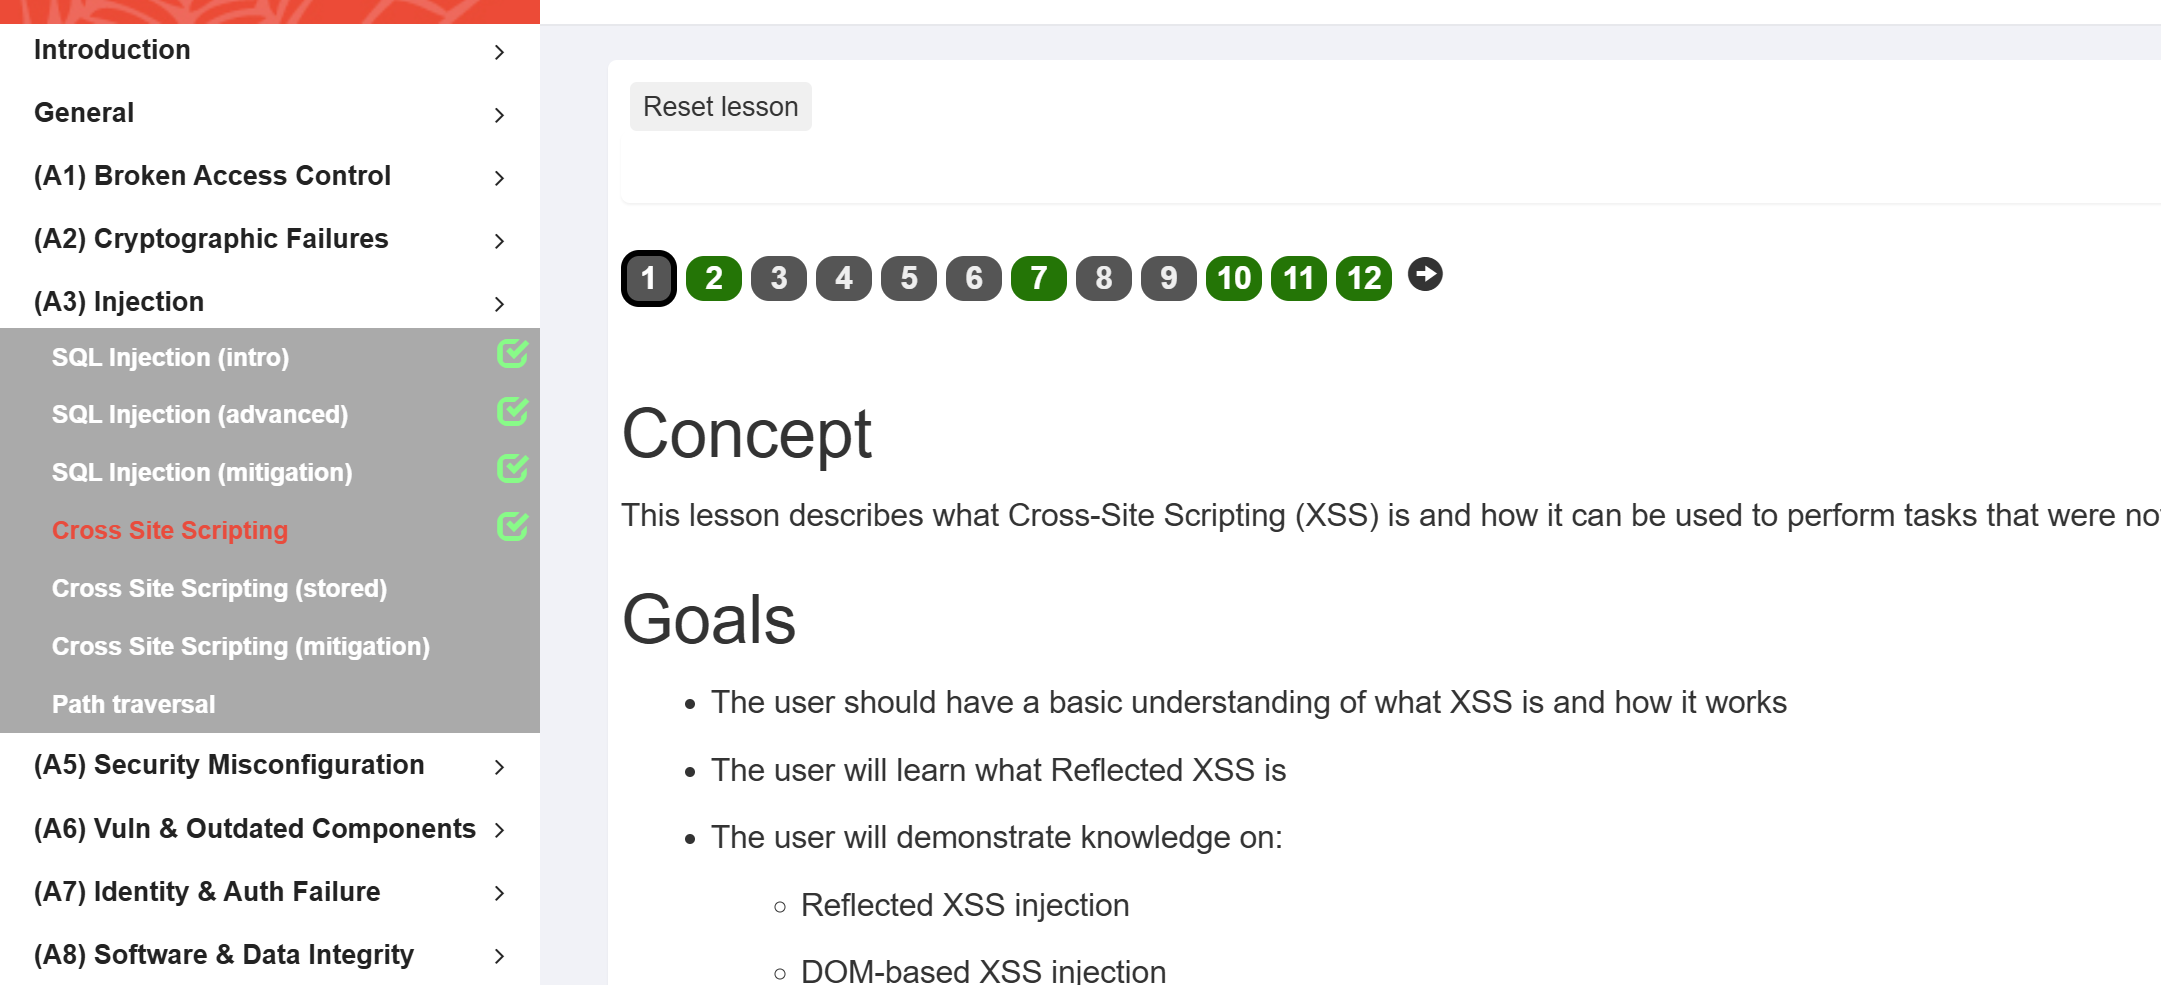 Introduction
General
(A1) Broken Access Control
(A2) Cryptographic Failures
(A3) Injection
SQL Injection (intro)
SQL Injection (advanced)
SQL Injection (mitigation)
Cross Site Scripting
Cross Site Scripting (stored)
Cross Site Scripting (mitigation)
Path traversal
(A5) Security Misconfiguration
(A6) Vuln & Outdated Components
(A7) Identity & Auth Failure
(A8) Software & Data Integrity
Reset lesson
1 2 3 4 5 6 7 8 9 10 11 12
Concept
This lesson describes what Cross-Site Scripting (XSS) is and how it can be used to perform tasks that were
Goals
• The user should have a basic understanding of what XSS is and how it works
• The user will learn what Reflected XSS is
• The user will demonstrate knowledge on:
◦ Reflected XSS injection
◦ DOM-based XSS injection